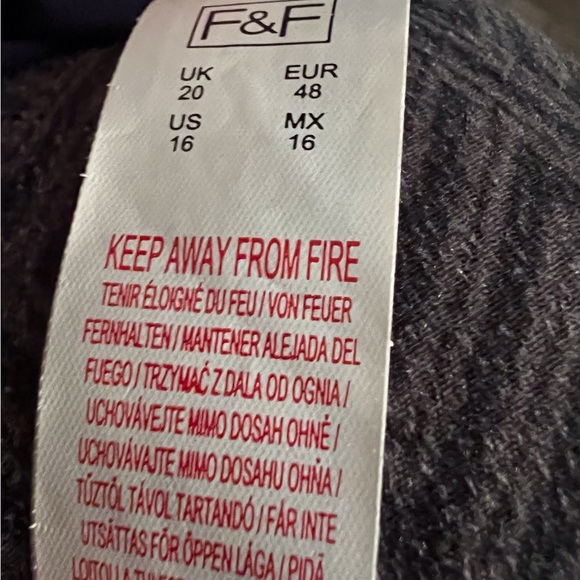 F&F
UK EUR
20 48
US MX
16 16
KEEP AWAY FROM FIRE
TENIR ÉLOIGNÉ DU FEU / VON FEUER
FERNHALTEN / MANTENER ALEJADA DEL
FUEGO / TRZYMAĆ Z DALA OD OGNIA /
UCHOVÁVEJTE MIMO DOSAH OHNĚ /
UCHOVÁVAJTE MIMO DOSAHU OHŇA /
TŰZTŐL TÁVOL TARTANDÓ / FÅR INTE
UTSÄTTAS FÖR ÖPPEN LÅGA / PIDÄ
LOITOLLA